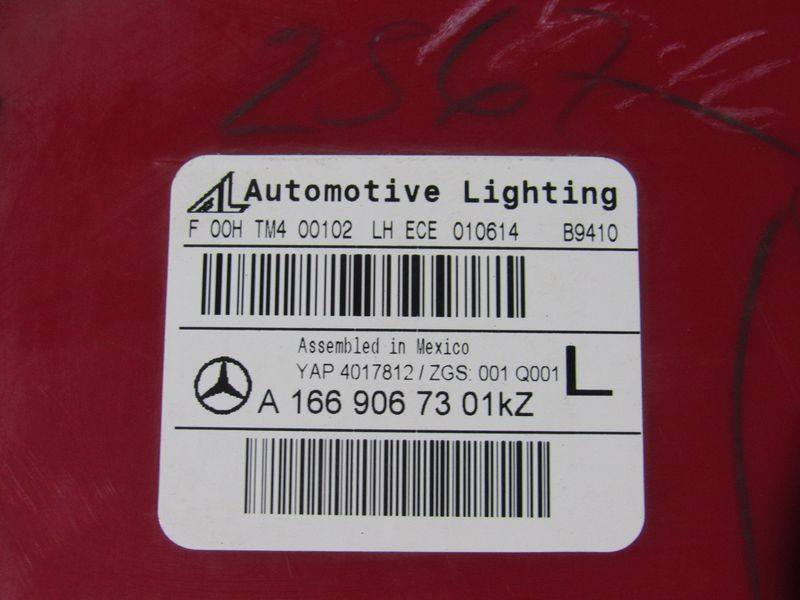 2567
AL Automotive Lighting
F 00H TM4 00102 LH ECE 010614 B9410
Assembled in Mexico
YAP 4017812 / ZGS: 001 Q001 L
A 166 906 73 01kZ